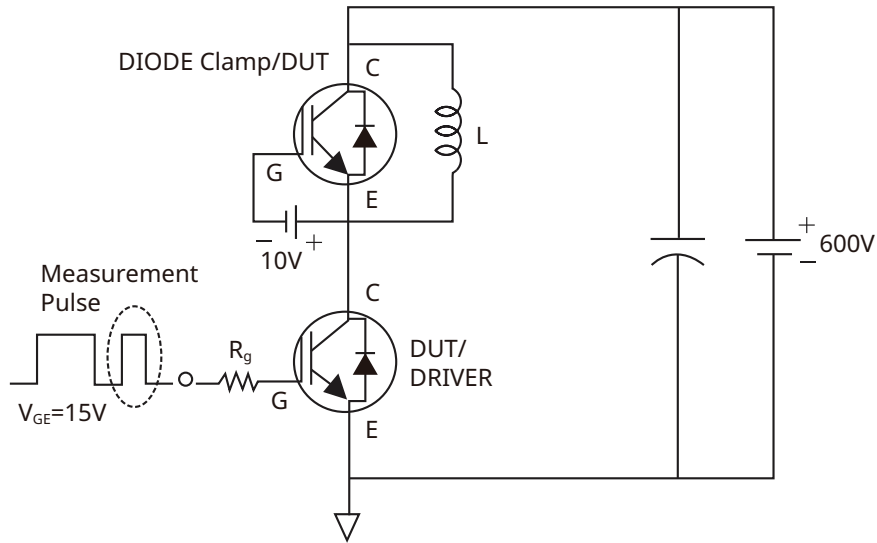 DIODE Clamp/DUT
C
L
G
E
− +
10V
+
600V
−
Measurement
Pulse
C
Rg
DUT/
DRIVER
G
VGE=15V
E